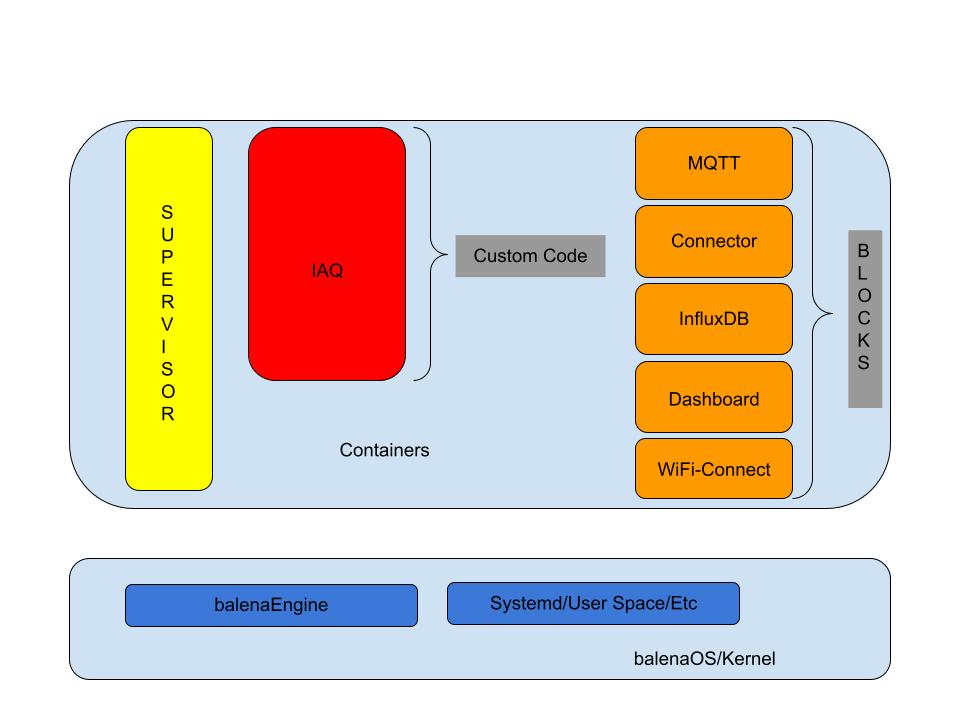 SUPERVISOR
IAQ
Custom Code
MQTT
Connector
InfluxDB
Dashboard
WiFi-Connect
BLOCKS
Containers
balenaEngine
Systemd/User Space/Etc
balenaOS/Kernel